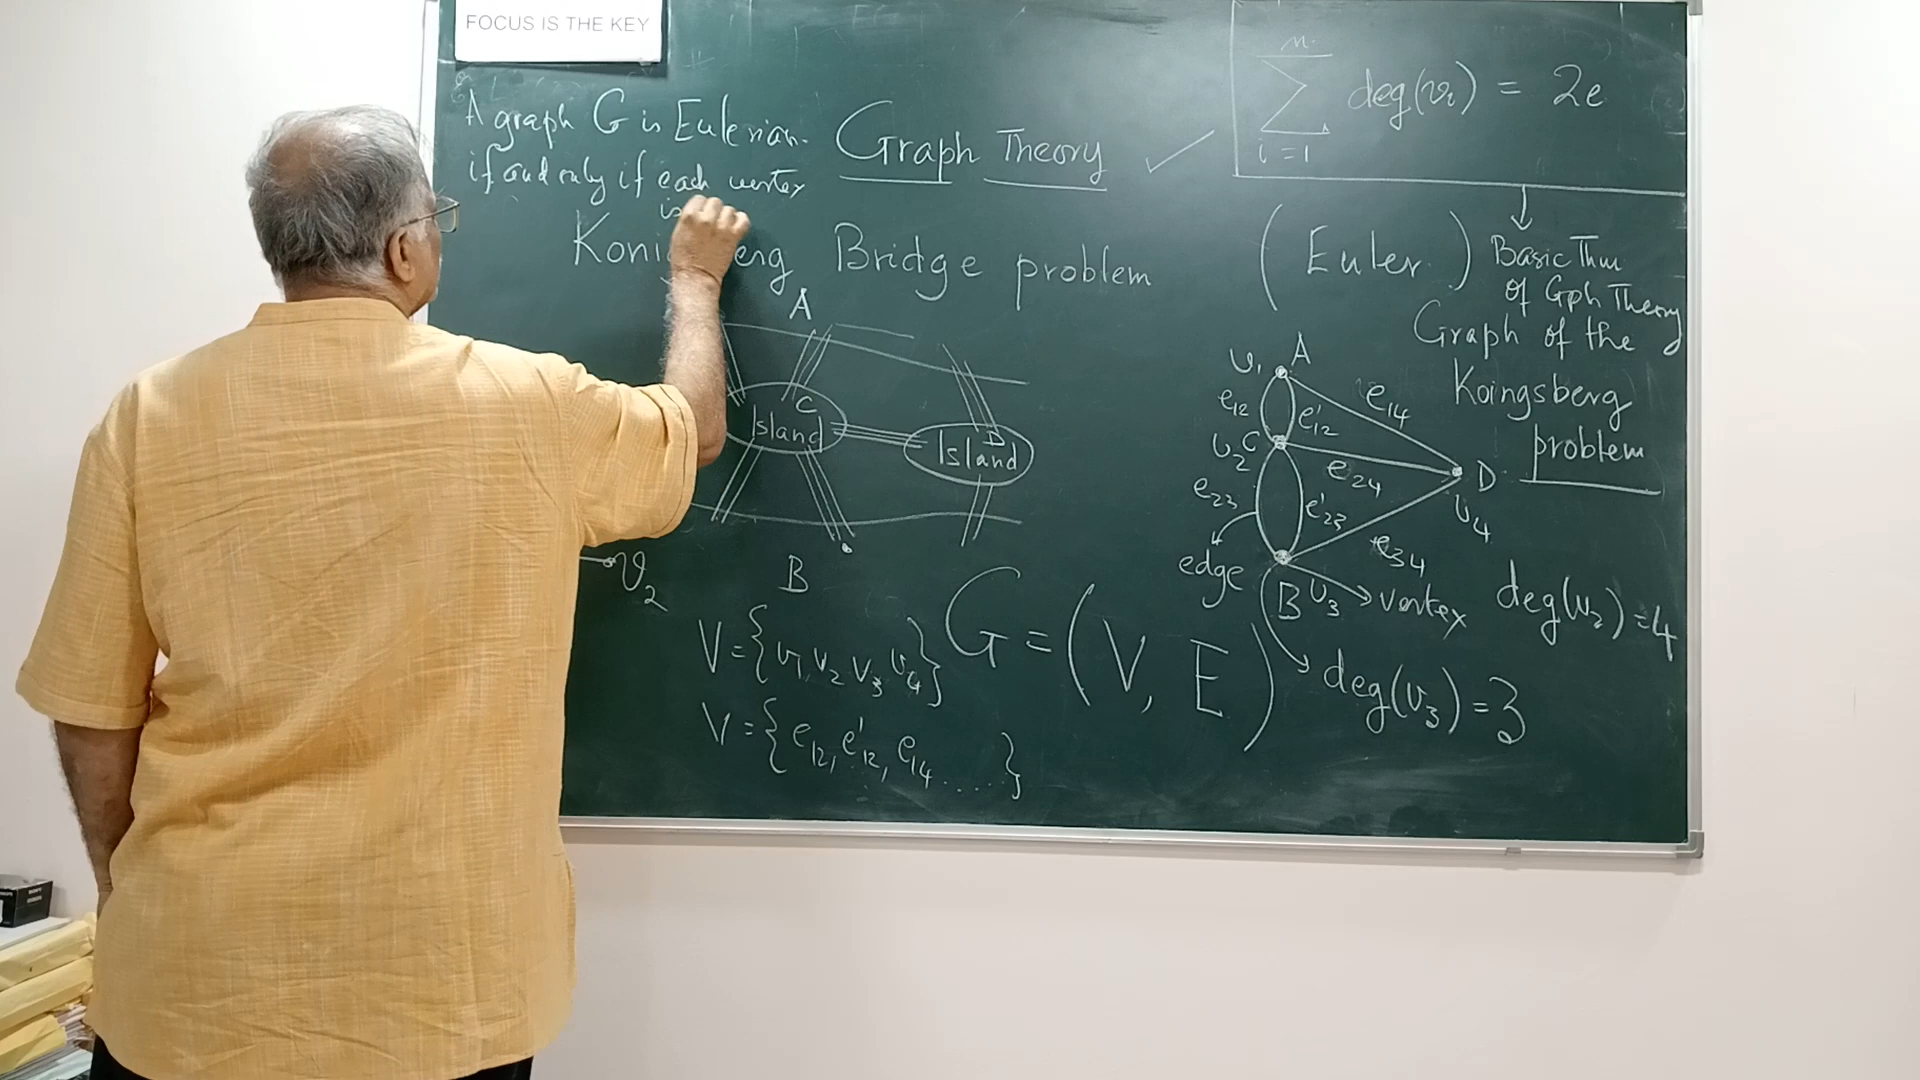 FOCUS IS THE KEY
A graph G is Eulerian
if and only if each vertex
is
Graph Theory
n
∑ deg(vi) = 2e
i=1
Konigsberg Bridge problem (Euler)
Basic Thm
of Gph Theory
Graph of the
Koingsberg
problem
A
C
Island
D
Island
B
v2
v1 A
e12 e'12 e14
v2 C
e24
D
v4
e23 e'23
e34
edge
B v3
vertex
deg(v2)=4
deg(v3)=3
G = (V, E)
V={v1, v2 v3 v4}
V={e12, e'12, e14 .....}